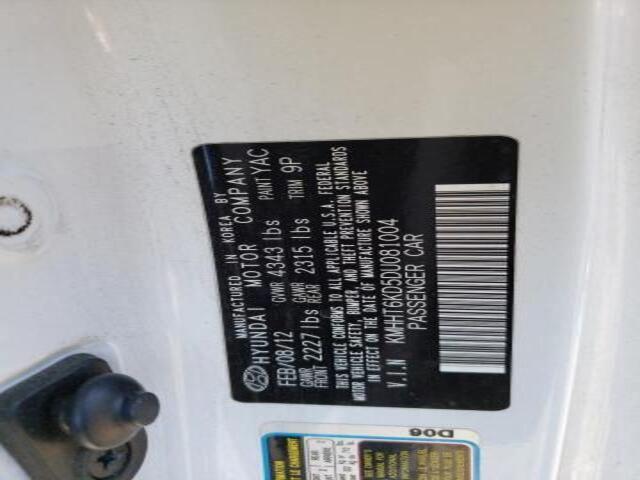 MANUFACTURED IN KOREA BY
HYUNDAI MOTOR COMPANY
FEB/08/12 GVWR 4343 lbs PAINT YAC
GAWR FRONT 2227 lbs GAWR REAR 2315 lbs TRIM 9P
THIS VEHICLE CONFORMS TO ALL APPLICABLE U.S.A. FEDERAL
MOTOR VEHICLE SAFETY, BUMPER, AND THEFT PREVENTION STANDARDS
IN EFFECT ON THE DATE OF MANUFACTURE SHOWN ABOVE
V.I.N KMHHT6KD5DU081004
PASSENGER CAR
D06